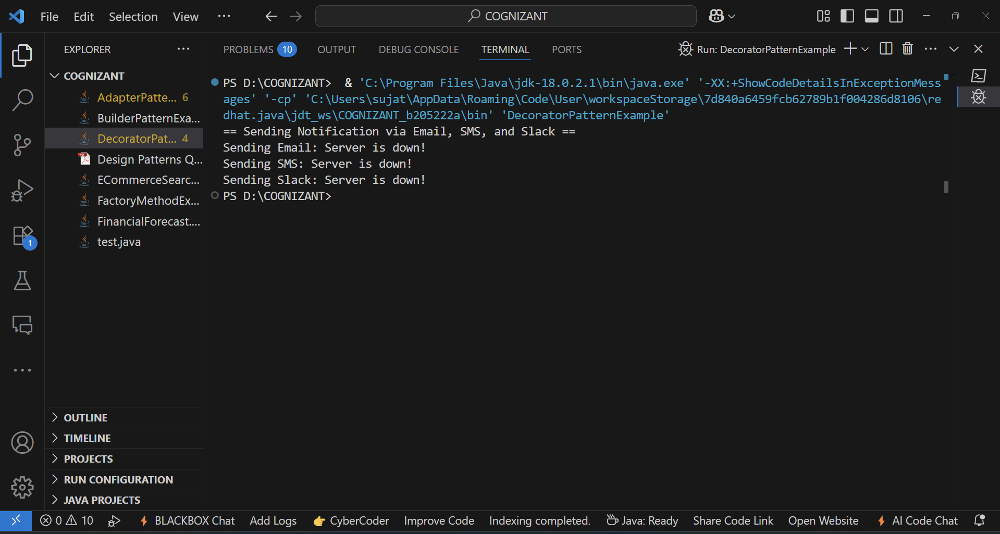 File Edit Selection View ··· COGNIZANT
EXPLORER ···
COGNIZANT
AdapterPatte... 6
BuilderPatternExa...
DecoratorPat... 4
Design Patterns Q...
ECommerceSearc...
FactoryMethodEx...
FinancialForecast....
test.java
OUTLINE
TIMELINE
PROJECTS
RUN CONFIGURATION
JAVA PROJECTS
1
PROBLEMS 10 OUTPUT DEBUG CONSOLE TERMINAL PORTS Run: DecoratorPatternExample
PS D:\COGNIZANT>  & 'C:\Program Files\Java\jdk-18.0.2.1\bin\java.exe' '-XX:+ShowCodeDetailsInExceptionMess
ages' '-cp' 'C:\Users\sujat\AppData\Roaming\Code\User\workspaceStorage\7d840a6459fcb62789b1f004286d8106\re
dhat.java\jdt_ws\COGNIZANT_b205222a\bin' 'DecoratorPatternExample'
== Sending Notification via Email, SMS, and Slack ==
Sending Email: Server is down!
Sending SMS: Server is down!
Sending Slack: Server is down!
PS D:\COGNIZANT>
0 10 BLACKBOX Chat Add Logs 👉 CyberCoder Improve Code Indexing completed. Java: Ready Share Code Link Open Website AI Code Chat